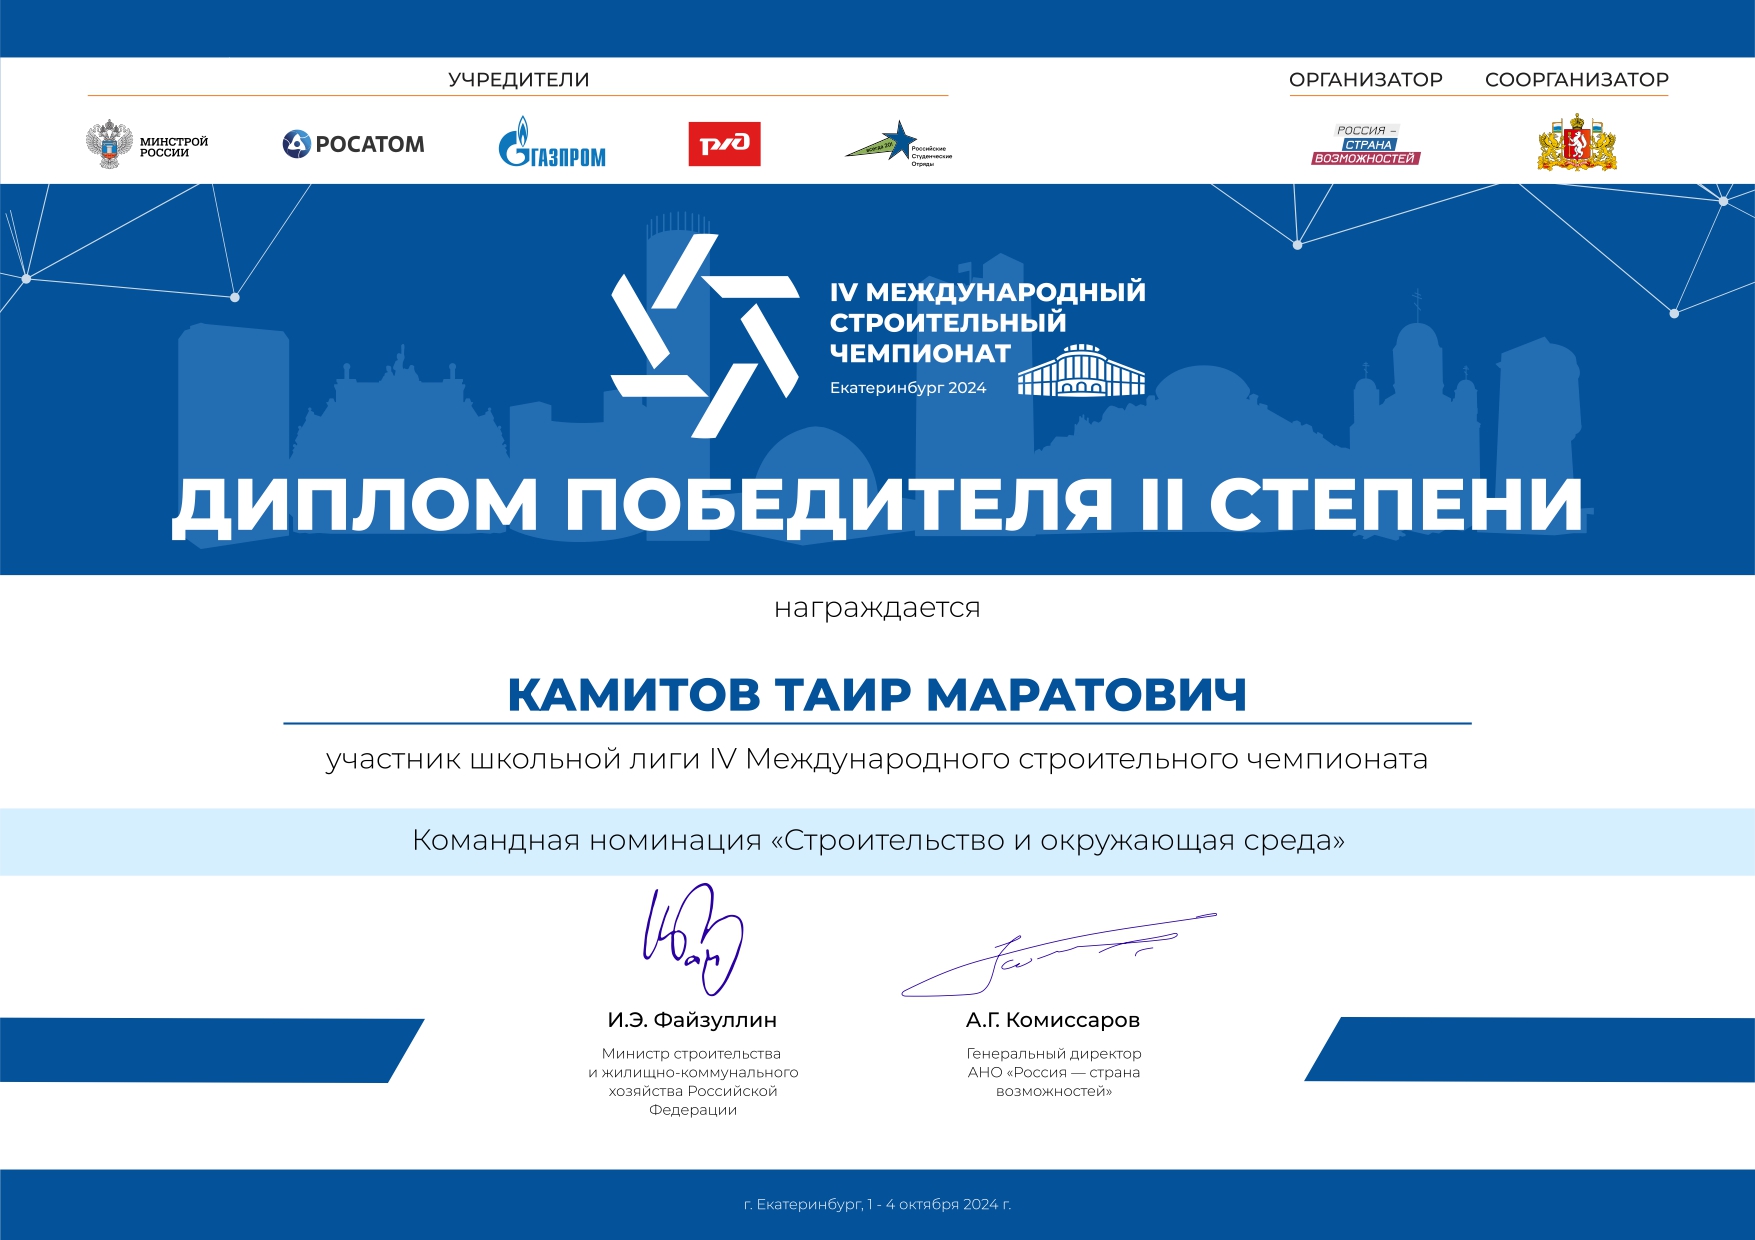 УЧРЕДИТЕЛИ
ОРГАНИЗАТОР
СООРГАНИЗАТОР
МИНСТРОЙ
РОССИИ
РОСАТОМ
ГАЗПРОМ
РЖД
ВСЕГДА ЗА!
Российские
Студенческие
Отряды
РОССИЯ –
СТРАНА
ВОЗМОЖНОСТЕЙ
IV МЕЖДУНАРОДНЫЙ
СТРОИТЕЛЬНЫЙ
ЧЕМПИОНАТ
Екатеринбург 2024
ДИПЛОМ ПОБЕДИТЕЛЯ II СТЕПЕНИ
награждается
КАМИТОВ ТАИР МАРАТОВИЧ
участник школьной лиги IV Международного строительного чемпионата
Командная номинация «Строительство и окружающая среда»
И.Э. Файзуллин
Министр строительства
и жилищно-коммунального
хозяйства Российской
Федерации
А.Г. Комиссаров
Генеральный директор
АНО «Россия — страна
возможностей»
г. Екатеринбург, 1 - 4 октября 2024 г.